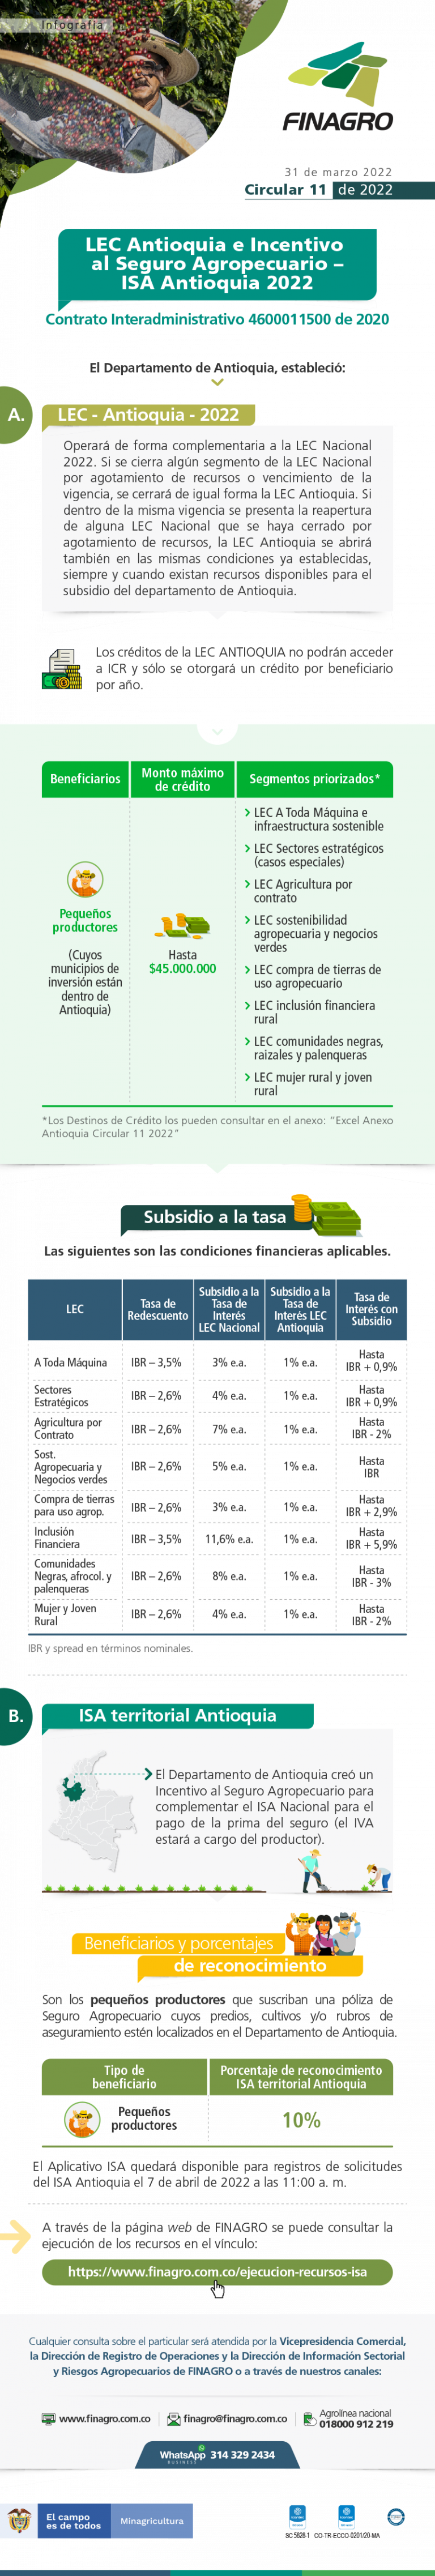 Infografía
FINAGRO
31 de marzo 2022
Circular 11 de 2022
LEC Antioquia e Incentivo
al Seguro Agropecuario –
ISA Antioquia 2022
Contrato Interadministrativo 4600011500 de 2020
El Departamento de Antioquia, estableció:
A.
LEC - Antioquia - 2022
Operará de forma complementaria a la LEC Nacional
2022. Si se cierra algún segmento de la LEC Nacional
por agotamiento de recursos o vencimiento de la
vigencia, se cerrará de igual forma la LEC Antioquia. Si
dentro de la misma vigencia se presenta la reapertura
de alguna LEC Nacional que se haya cerrado por
agotamiento de recursos, la LEC Antioquia se abrirá
también en las mismas condiciones ya establecidas,
siempre y cuando existan recursos disponibles para el
subsidio del departamento de Antioquia.
Los créditos de la LEC ANTIOQUIA no podrán acceder
a ICR y sólo se otorgará un crédito por beneficiario
por año.
Beneficiarios
Monto máximo
de crédito
Segmentos priorizados*
Pequeños
productores
(Cuyos
municipios de
inversión están
dentro de
Antioquia)
Hasta
$45.000.000
LEC A Toda Máquina e
infraestructura sostenible
LEC Sectores estratégicos
(casos especiales)
LEC Agricultura por
contrato
LEC sostenibilidad
agropecuaria y negocios
verdes
LEC compra de tierras de
uso agropecuario
LEC inclusión financiera
rural
LEC comunidades negras,
raizales y palenqueras
LEC mujer rural y joven
rural
*Los Destinos de Crédito los pueden consultar en el anexo: "Excel Anexo
Antioquia Circular 11 2022"
Subsidio a la tasa
Las siguientes son las condiciones financieras aplicables.
LEC
Tasa de
Redescuento
Subsidio a la
Tasa de
Interés
LEC Nacional
Subsidio a la
Tasa de
Interés LEC
Antioquia
Tasa de
Interés con
Subsidio
A Toda Máquina IBR – 3,5% 3% e.a. 1% e.a. Hasta
IBR + 0,9%
Sectores
Estratégicos IBR – 2,6% 4% e.a. 1% e.a. Hasta
IBR + 0,9%
Agricultura por
Contrato IBR – 2,6% 7% e.a. 1% e.a. Hasta
IBR - 2%
Sost.
Agropecuaria y
Negocios verdes IBR – 2,6% 5% e.a. 1% e.a. Hasta
IBR
Compra de tierras
para uso agrop. IBR – 2,6% 3% e.a. 1% e.a. Hasta
IBR + 2,9%
Inclusión
Financiera IBR – 3,5% 11,6% e.a. 1% e.a. Hasta
IBR + 5,9%
Comunidades
Negras, afrocol. y
palenqueras IBR – 2,6% 8% e.a. 1% e.a. Hasta
IBR - 3%
Mujer y Joven
Rural IBR – 2,6% 4% e.a. 1% e.a. Hasta
IBR - 2%
IBR y spread en términos nominales.
B.
ISA territorial Antioquia
El Departamento de Antioquia creó un
Incentivo al Seguro Agropecuario para
complementar el ISA Nacional para el
pago de la prima del seguro (el IVA
estará a cargo del productor).
Beneficiarios y porcentajes
de reconocimiento
Son los pequeños productores que suscriban una póliza de
Seguro Agropecuario cuyos predios, cultivos y/o rubros de
aseguramiento estén localizados en el Departamento de Antioquia.
Tipo de
beneficiario
Porcentaje de reconocimiento
ISA territorial Antioquia
Pequeños
productores
10%
El Aplicativo ISA quedará disponible para registros de solicitudes
del ISA Antioquia el 7 de abril de 2022 a las 11:00 a. m.
A través de la página web de FINAGRO se puede consultar la
ejecución de los recursos en el vínculo:
https://www.finagro.com.co/ejecucion-recursos-isa
Cualquier consulta sobre el particular será atendida por la Vicepresidencia Comercial,
la Dirección de Registro de Operaciones y la Dirección de Información Sectorial
y Riesgos Agropecuarios de FINAGRO o a través de nuestros canales:
www.finagro.com.co
finagro@finagro.com.co
Agrolínea nacional
018000 912 219
WhatsApp 314 329 2434
BUSINESS
El campo
es de todos
Minagricultura
SC 5828-1 CO-TR-ECCO-0201/20-MA